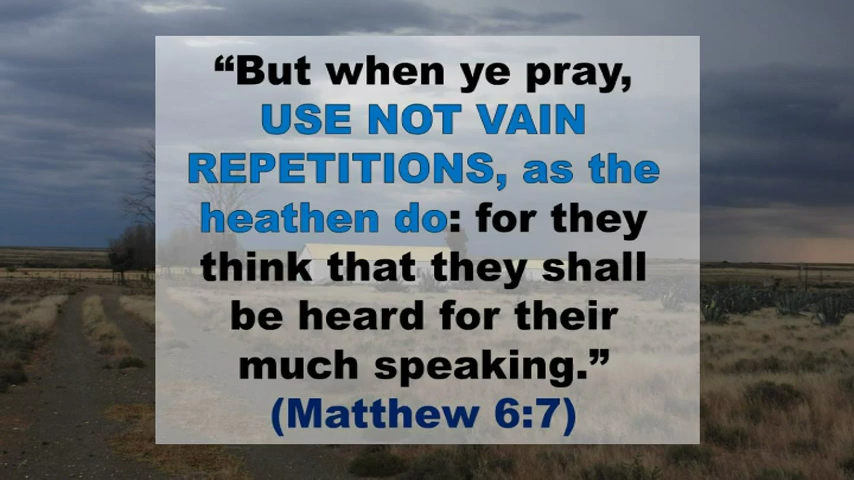 “But when ye pray,
USE NOT VAIN
REPETITIONS, as the
heathen do: for they
think that they shall
be heard for their
much speaking.”
(Matthew 6:7)